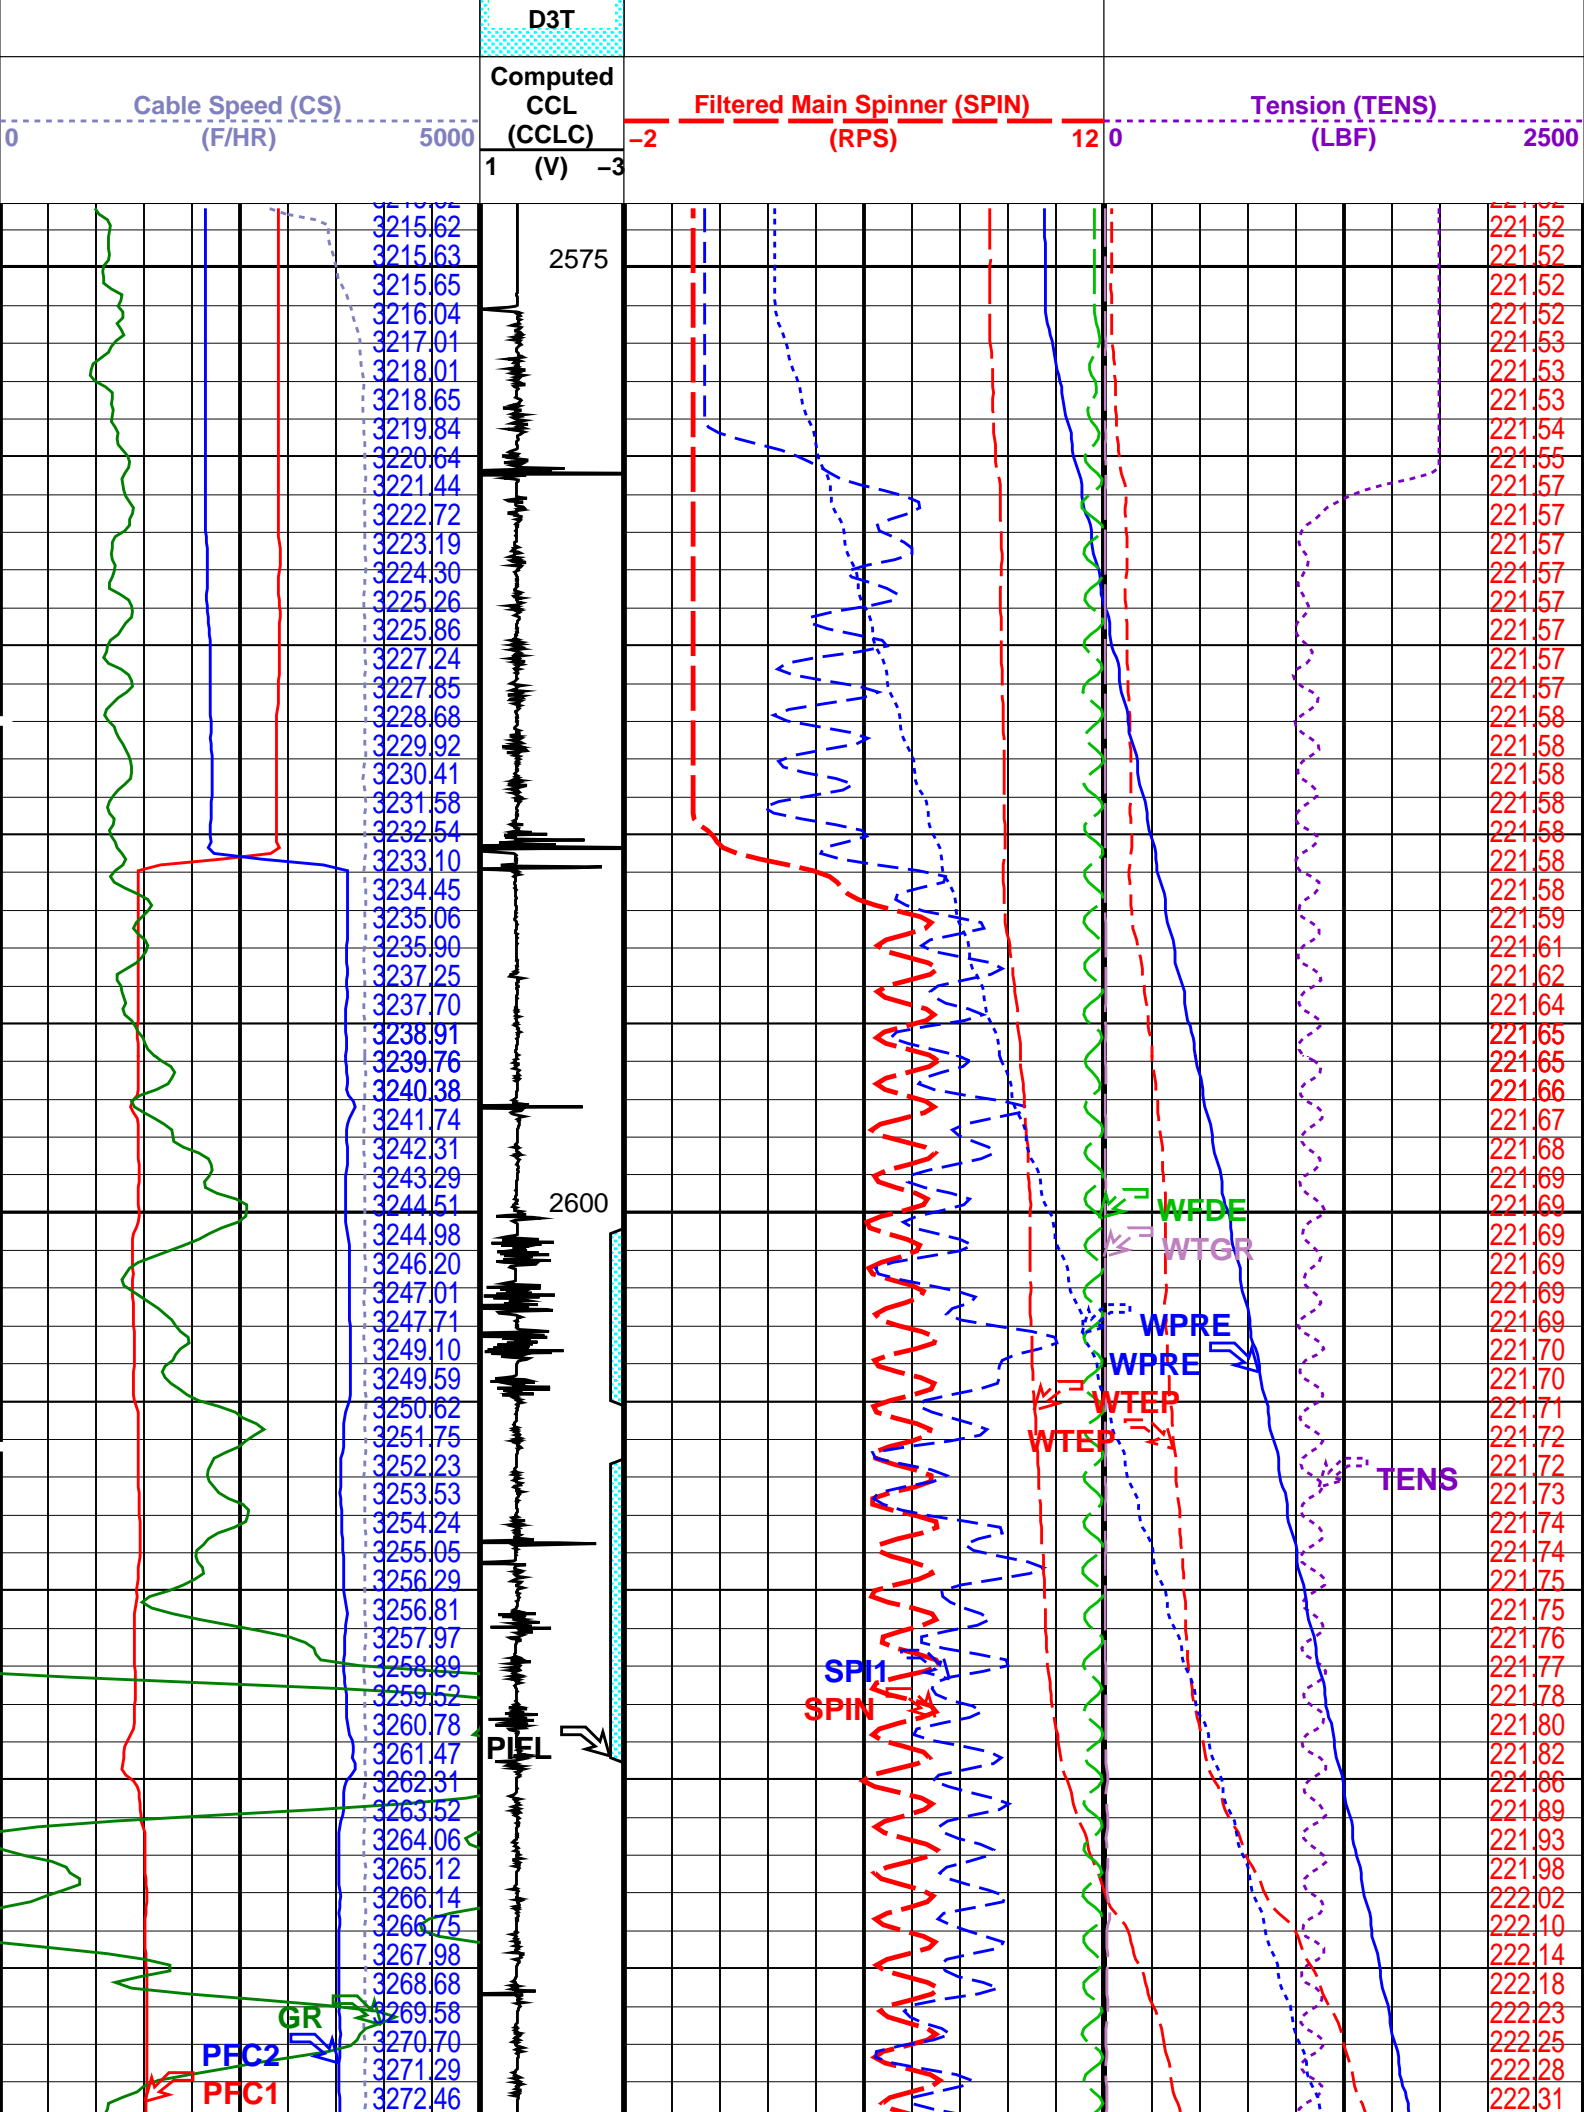 D3T
Computed
CCL
(CCLC)
1 (V) −3
Cable Speed (CS)
0 (F/HR) 5000
Filtered Main Spinner (SPIN)
−2 (RPS) 12
Tension (TENS)
0 (LBF) 2500
3215.62 221.52
3215.63 2575 221.52
3215.65 221.52
3216.04 221.52
3217.01 221.53
3218.01 221.53
3218.65 221.53
3219.84 221.54
3220.64 221.55
3221.44 221.57
3222.72 221.57
3223.19 221.57
3224.30 221.57
3225.26 221.57
3225.86 221.57
3227.24 221.57
3227.85 221.57
3228.68 221.58
3229.92 221.58
3230.41 221.58
3231.58 221.58
3232.54 221.58
3233.10 221.58
3234.45 221.58
3235.06 221.59
3235.90 221.61
3237.25 221.62
3237.70 221.64
3238.91 221.65
3239.76 221.65
3240.38 221.66
3241.74 221.67
3242.31 221.68
3243.29 221.69
3244.51 2600 WFDE 221.69
3244.98 WTGR 221.69
3246.20 221.69
3247.01 221.69
3247.71 WPRE 221.69
3249.10 WPRE 221.70
3249.59 221.70
3250.62 WTEP 221.71
3251.75 WTEP 221.72
3252.23 TENS 221.72
3253.53 221.73
3254.24 221.74
3255.05 221.74
3256.29 221.75
3256.81 221.75
3257.97 221.76
3258.89 SPI1 221.77
3259.52 SPIN 221.78
3260.78 221.80
3261.47 PIFL 221.82
3262.31 221.86
3263.52 221.89
3264.06 221.93
3265.12 221.98
3266.14 222.02
3266.75 222.10
3267.98 222.14
3268.68 222.18
GR 3269.58 222.23
3270.70 222.25
PFC2 3271.29 222.28
PFC1 3272.46 222.31